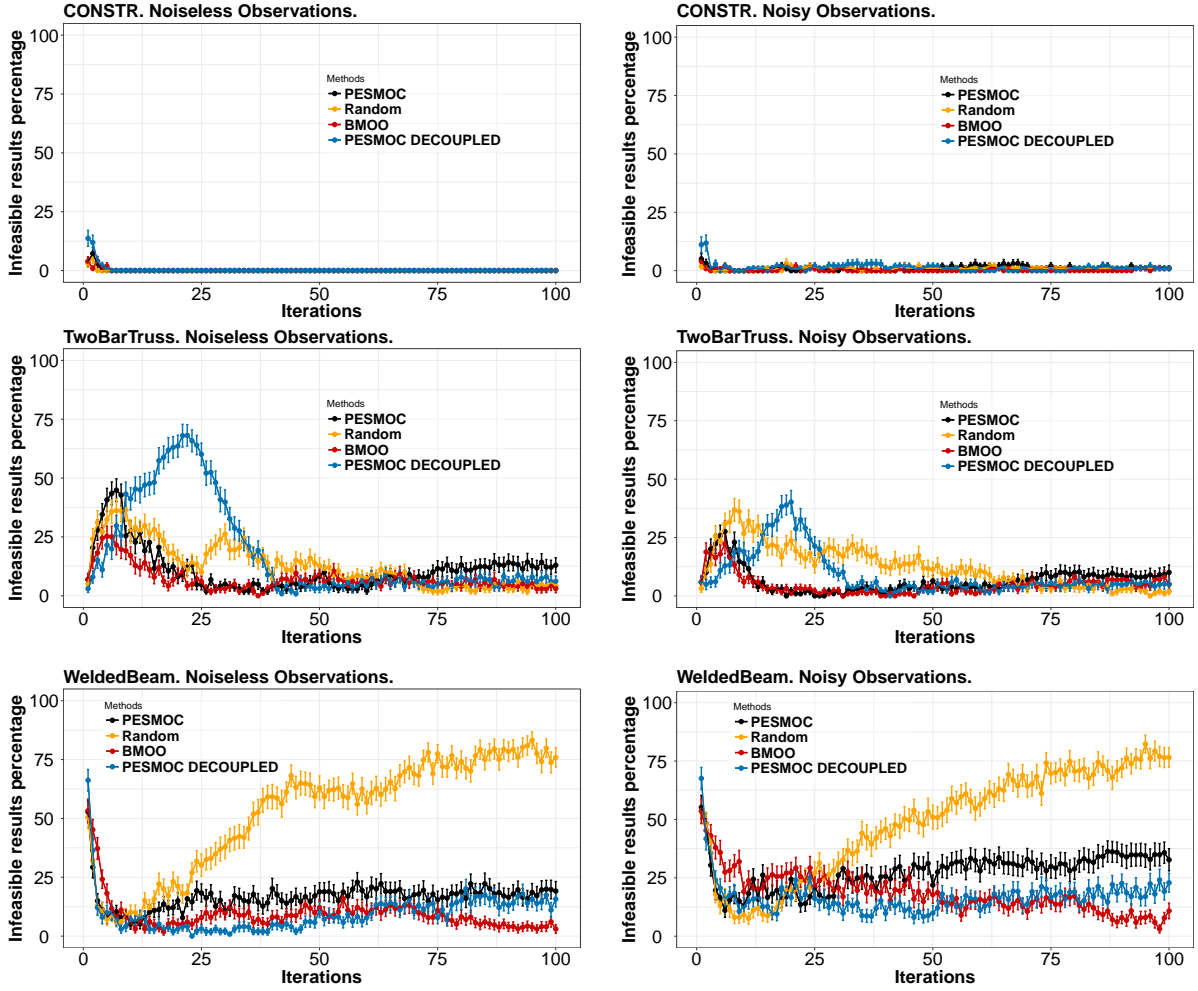 CONSTR. Noiseless Observations.
Infeasible results percentage
100
75
50
25
0
Methods
PESMOC
Random
BMOO
PESMOC DECOUPLED
0
25
50
75
100
Iterations
CONSTR. Noisy Observations.
Infeasible results percentage
100
75
50
25
0
Methods
PESMOC
Random
BMOO
PESMOC DECOUPLED
0
25
50
75
100
Iterations
TwoBarTruss. Noiseless Observations.
Infeasible results percentage
100
75
50
25
0
Methods
PESMOC
Random
BMOO
PESMOC DECOUPLED
0
25
50
75
100
Iterations
TwoBarTruss. Noisy Observations.
Infeasible results percentage
100
75
50
25
0
Methods
PESMOC
Random
BMOO
PESMOC DECOUPLED
0
25
50
75
100
Iterations
WeldedBeam. Noiseless Observations.
Infeasible results percentage
100
75
50
25
0
Methods
PESMOC
Random
BMOO
PESMOC DECOUPLED
0
25
50
75
100
Iterations
WeldedBeam. Noisy Observations.
Infeasible results percentage
100
75
50
25
0
Methods
PESMOC
Random
BMOO
PESMOC DECOUPLED
0
25
50
75
100
Iterations